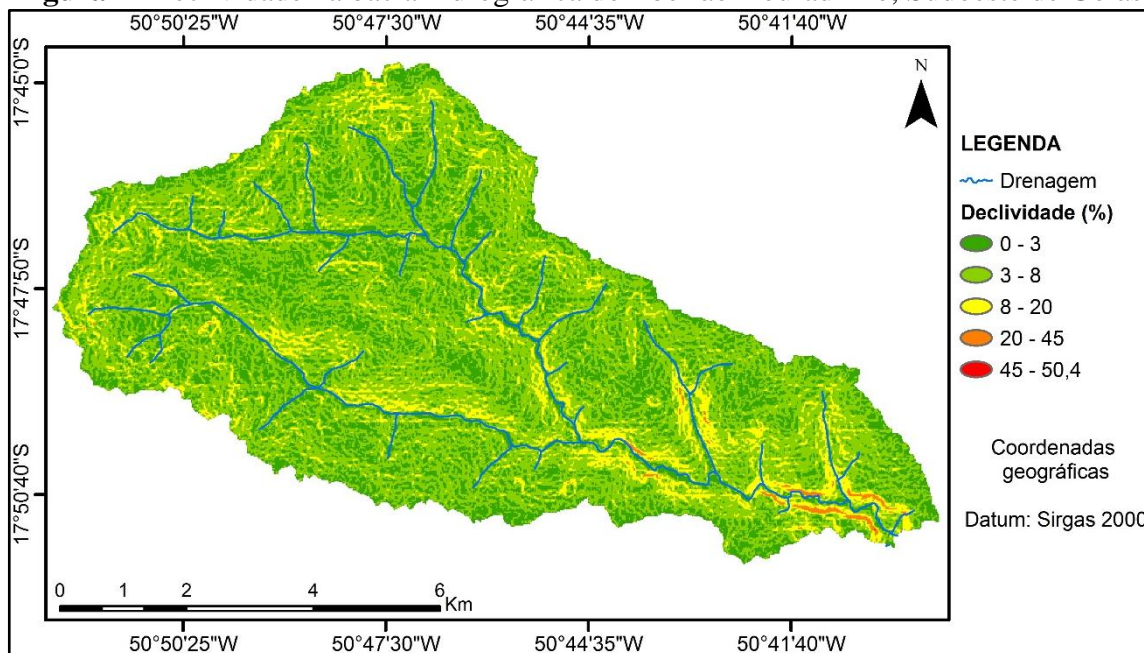 50°50'25"W 50°47'30"W 50°44'35"W 50°41'40"W
17°45'0"S
17°47'50"S
17°50'40"S
N
LEGENDA
Drenagem
Declividade (%)
0 - 3
3 - 8
8 - 20
20 - 45
45 - 50,4
Coordenadas
geográficas
Datum: Sirgas 2000
0 1 2 4 6
Km
50°50'25"W 50°47'30"W 50°44'35"W 50°41'40"W